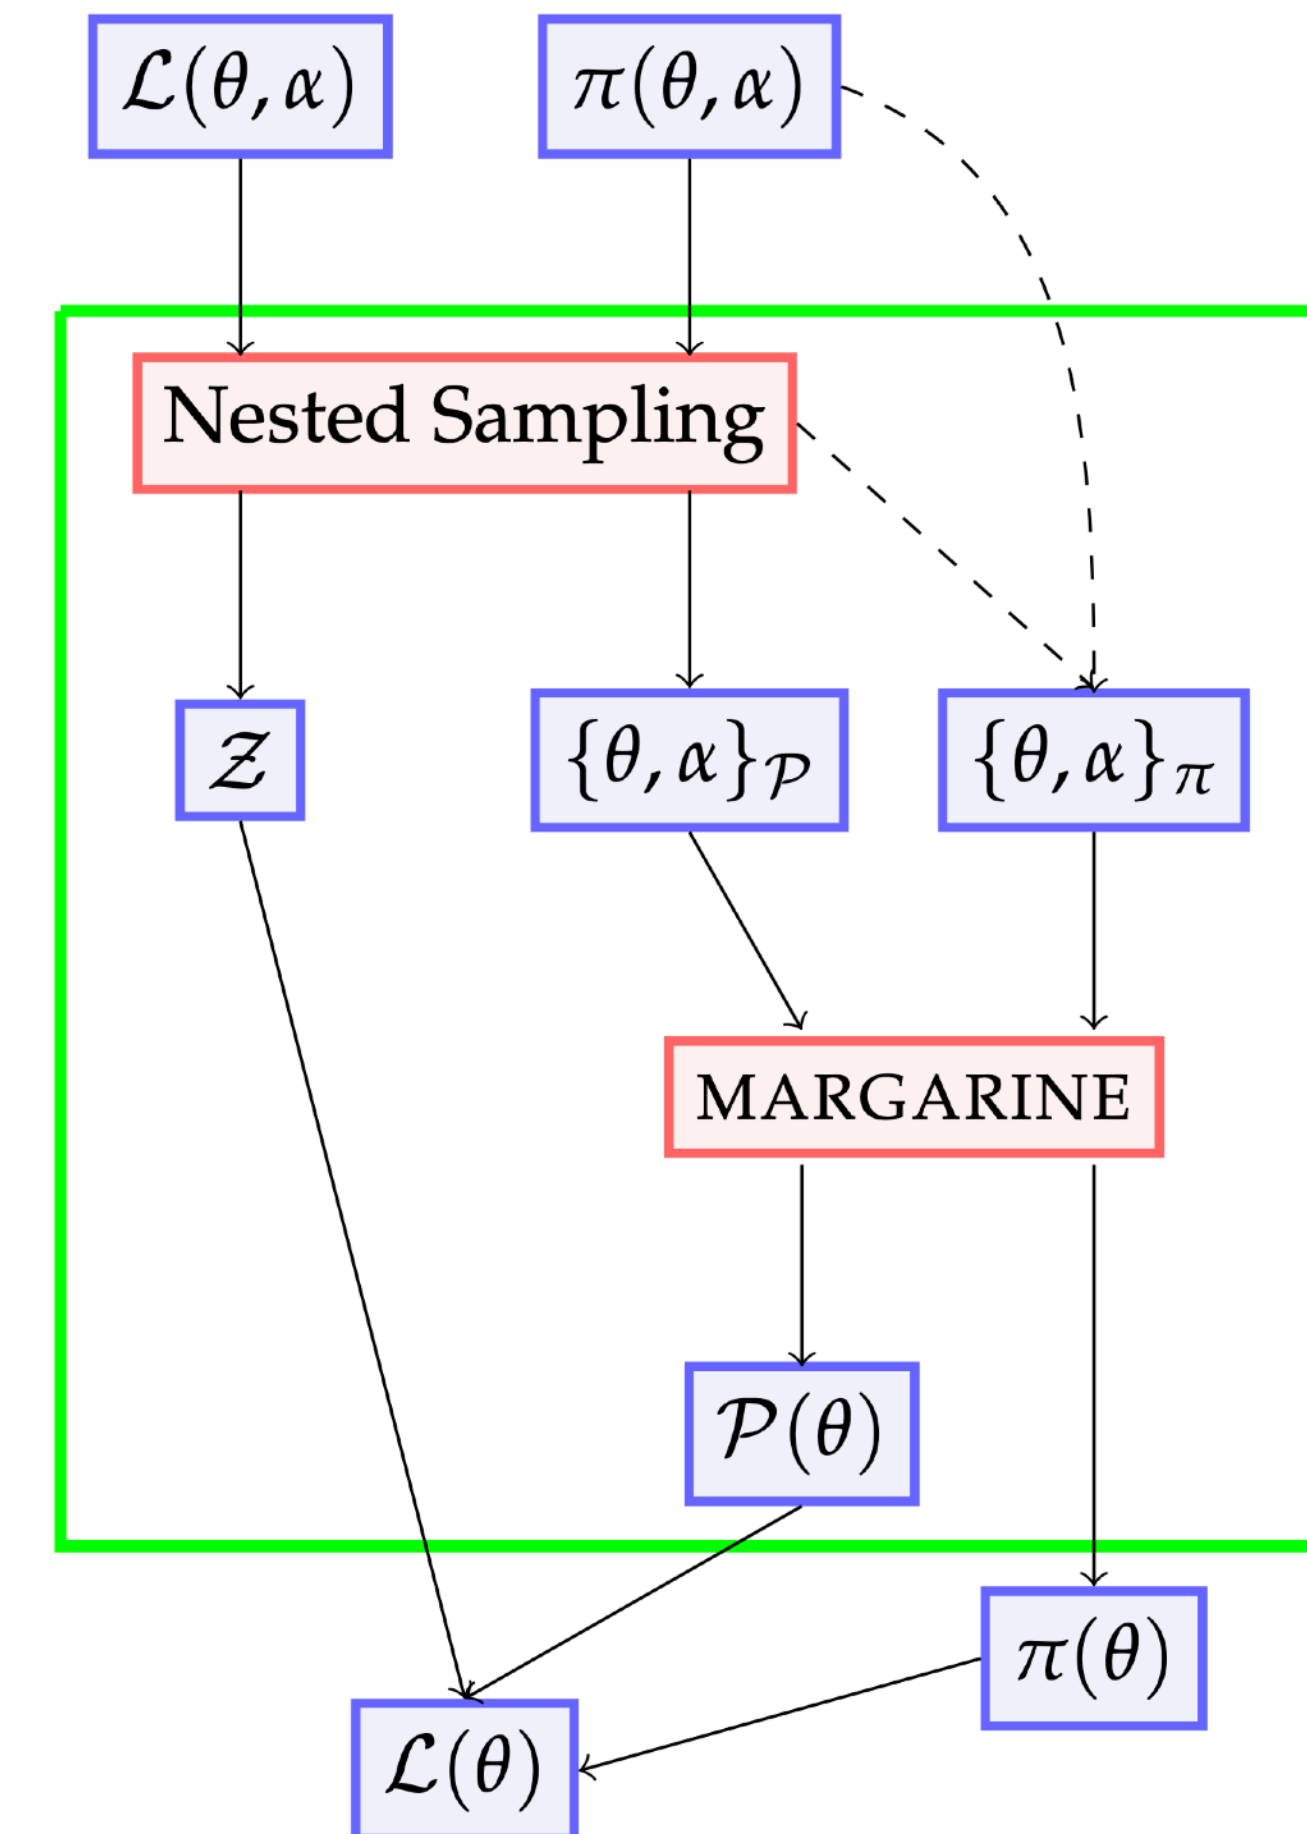 ℒ(θ, α)
π(θ, α)
Nested Sampling
𝒵
{θ, α}𝒫
{θ, α}π
MARGARINE
𝒫(θ)
π(θ)
ℒ(θ)